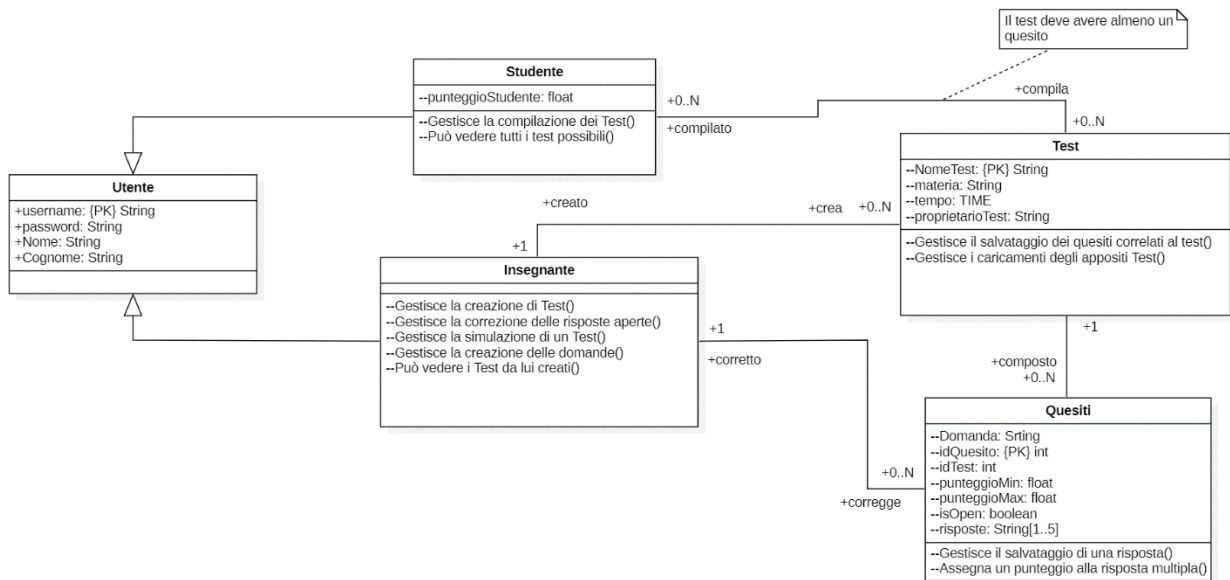 Il test deve avere almeno un
quesito
Studente
--punteggioStudente: float
--Gestisce la compilazione dei Test()
--Può vedere tutti i test possibili()
+0..N
+compilato
+compila
+0..N
Test
--NomeTest: {PK} String
--materia: String
--tempo: TIME
--proprietarioTest: String
--Gestisce il salvataggio dei quesiti correlati al test()
--Gestisce i caricamenti degli appositi Test()
Utente
+username: {PK} String
+password: String
+Nome: String
+Cognome: String
+creato
+crea
+0..N
+1
Insegnante
--Gestisce la creazione di Test()
--Gestisce la correzione delle risposte aperte()
--Gestisce la simulazione di un Test()
--Gestisce la creazione delle domande()
--Può vedere i Test da lui creati()
+1
+corretto
+1
+composto
+0..N
Quesiti
--Domanda: Srting
--idQuesito: {PK} int
--idTest: int
--punteggioMin: float
--punteggioMax: float
--isOpen: boolean
--risposte: String[1..5]
--Gestisce il salvataggio di una risposta()
--Assegna un punteggio alla risposta multipla()
+0..N
+corregge